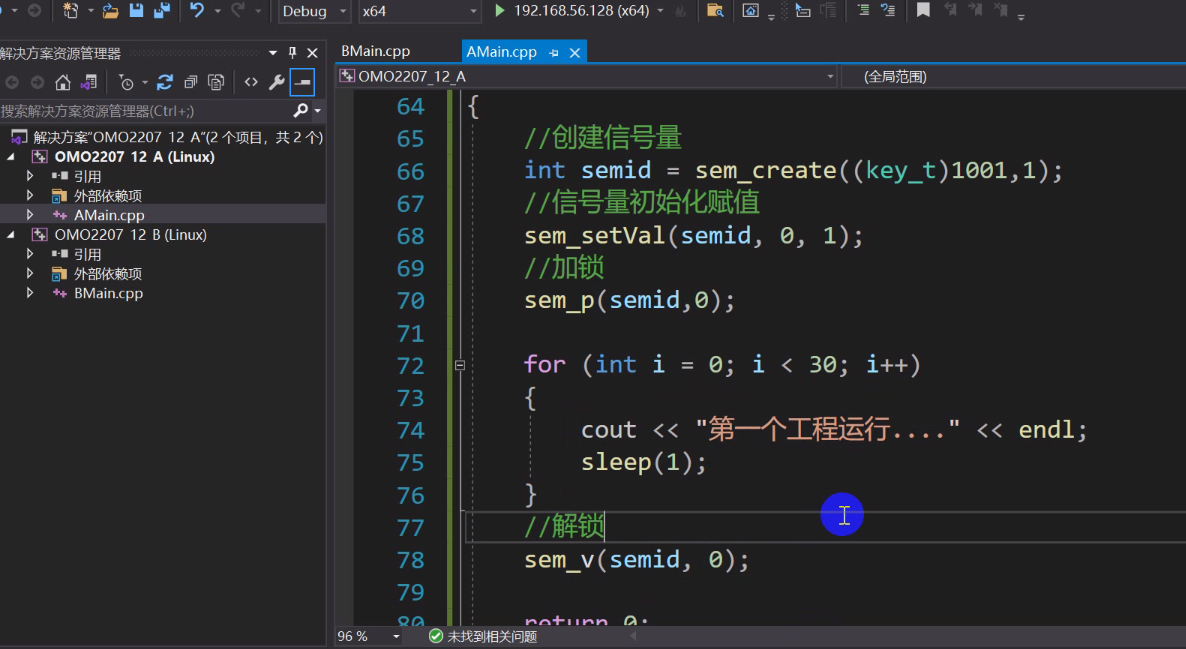 Debug x64 192.168.56.128 (x64)
解决方案资源管理器
搜索解决方案资源管理器(Ctrl+;)
解决方案"OMO2207_12_A"(2 个项目，共 2 个)
OMO2207_12_A (Linux)
引用
外部依赖项
AMain.cpp
OMO2207_12_B (Linux)
引用
外部依赖项
BMain.cpp
BMain.cpp AMain.cpp
OMO2207_12_A (全局范围)
64 {
65 //创建信号量
66 int semid = sem_create((key_t)1001,1);
67 //信号量初始化赋值
68 sem_setVal(semid, 0, 1);
69 //加锁
70 sem_p(semid,0);
71
72 for (int i = 0; i < 30; i++)
73 {
74 cout << "第一个工程运行...." << endl;
75 sleep(1);
76 }
77 //解锁
78 sem_v(semid, 0);
79
80 return 0;
96 % 未找到相关问题